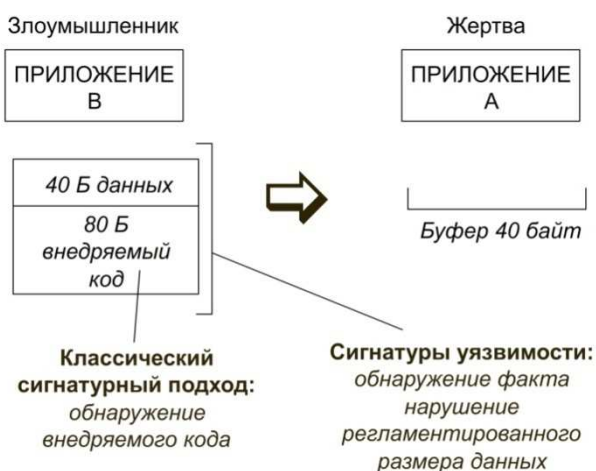 Злоумышленник
Жертва
ПРИЛОЖЕНИЕ
В
ПРИЛОЖЕНИЕ
А
40 Б данных
80 Б
внедряемый
код
Буфер 40 байт
Классический
сигнатурный подход:
обнаружение
внедряемого кода
Сигнатуры уязвимости:
обнаружение факта
нарушение
регламентированного
размера данных